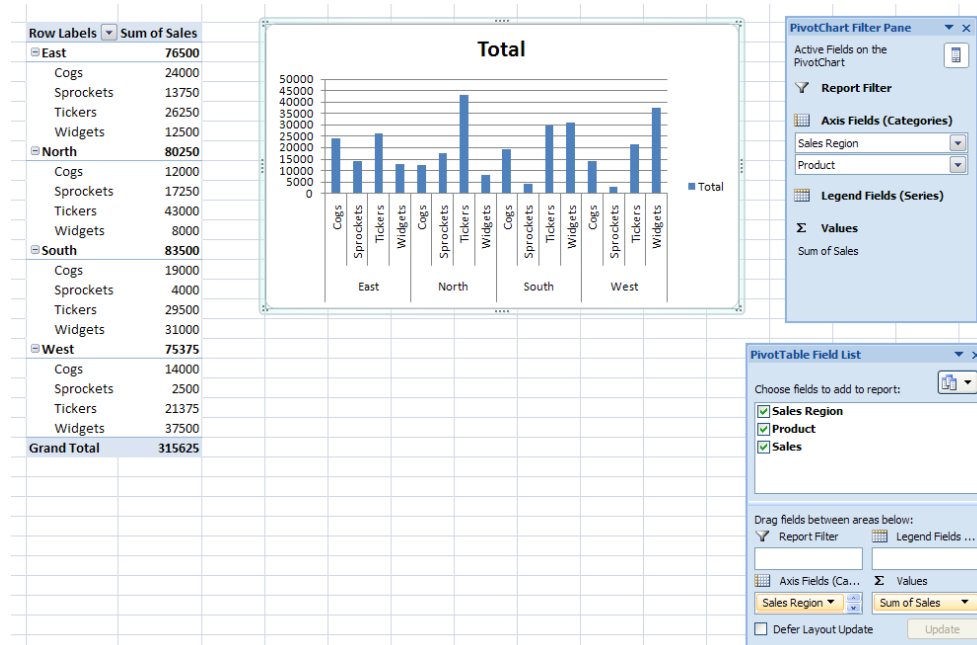 Row Labels Sum of Sales
East 76500
Cogs 24000
Sprockets 13750
Tickers 26250
Widgets 12500
North 80250
Cogs 12000
Sprockets 17250
Tickers 43000
Widgets 8000
South 83500
Cogs 19000
Sprockets 4000
Tickers 29500
Widgets 31000
West 75375
Cogs 14000
Sprockets 2500
Tickers 21375
Widgets 37500
Grand Total 315625
Total
50000
45000
40000
35000
30000
25000
20000
15000
10000
5000
0
Cogs Sprockets Tickers Widgets Cogs Sprockets Tickers Widgets Cogs Sprockets Tickers Widgets Cogs Sprockets Tickers Widgets
East North South West
Total
PivotChart Filter Pane
Active Fields on the
PivotChart
Report Filter
Axis Fields (Categories)
Sales Region
Product
Legend Fields (Series)
Σ Values
Sum of Sales
PivotTable Field List
Choose fields to add to report:
Sales Region
Product
Sales
Drag fields between areas below:
Report Filter Legend Fields ...
Axis Fields (Ca... Σ Values
Sales Region Sum of Sales
Defer Layout Update Update